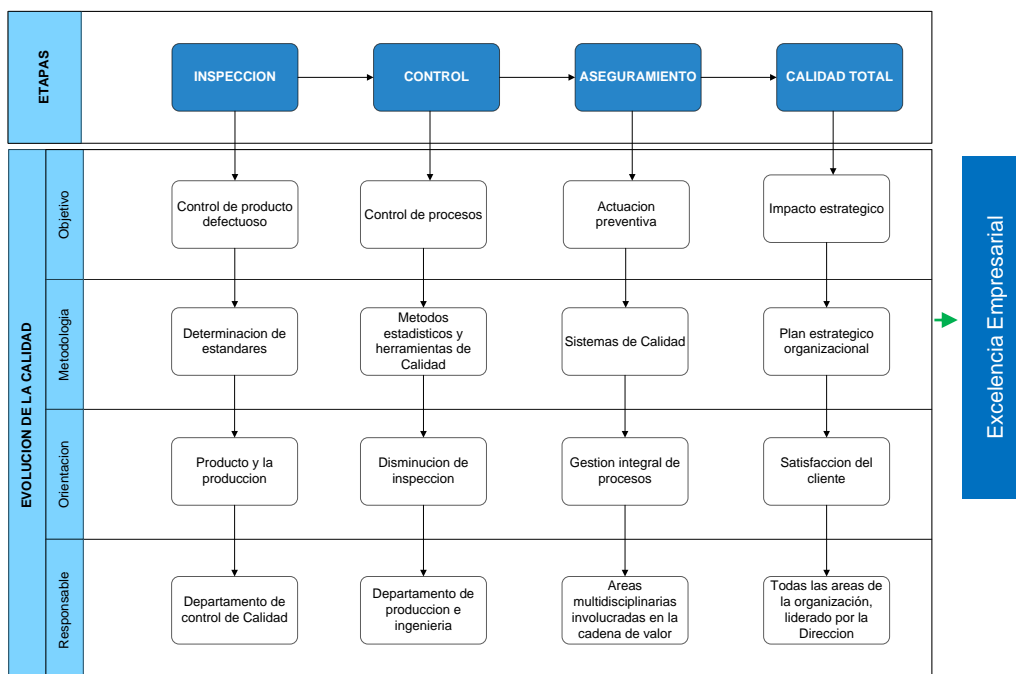 ETAPAS
INSPECCION
CONTROL
ASEGURAMIENTO
CALIDAD TOTAL
EVOLUCION DE LA CALIDAD
Objetivo
Control de producto
defectuoso
Control de procesos
Actuacion
preventiva
Impacto estrategico
Metodologia
Determinacion de
estandares
Metodos
estadisticos y
herramientas de
Calidad
Sistemas de Calidad
Plan estrategico
organizacional
Orientacion
Producto y la
produccion
Disminucion de
inspeccion
Gestion integral de
procesos
Satisfaccion del
cliente
Responsable
Departamento de
control de Calidad
Departamento de
produccion e
ingenieria
Areas
multidisciplinarias
involucradas en la
cadena de valor
Todas las areas de
la organización,
liderado por la
Direccion
Excelencia Empresarial